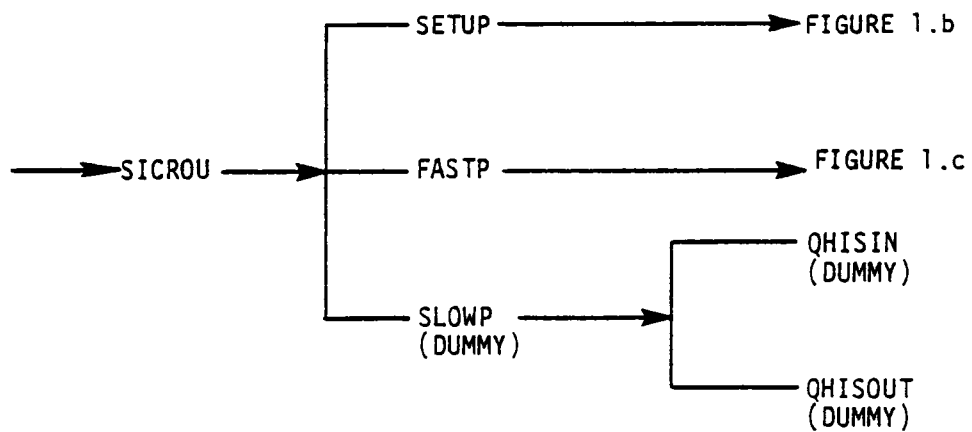 SETUP
FIGURE 1.b
SICROU
FASTP
FIGURE 1.c
QHISIN
(DUMMY)
SLOWP
(DUMMY)
QHISOUT
(DUMMY)